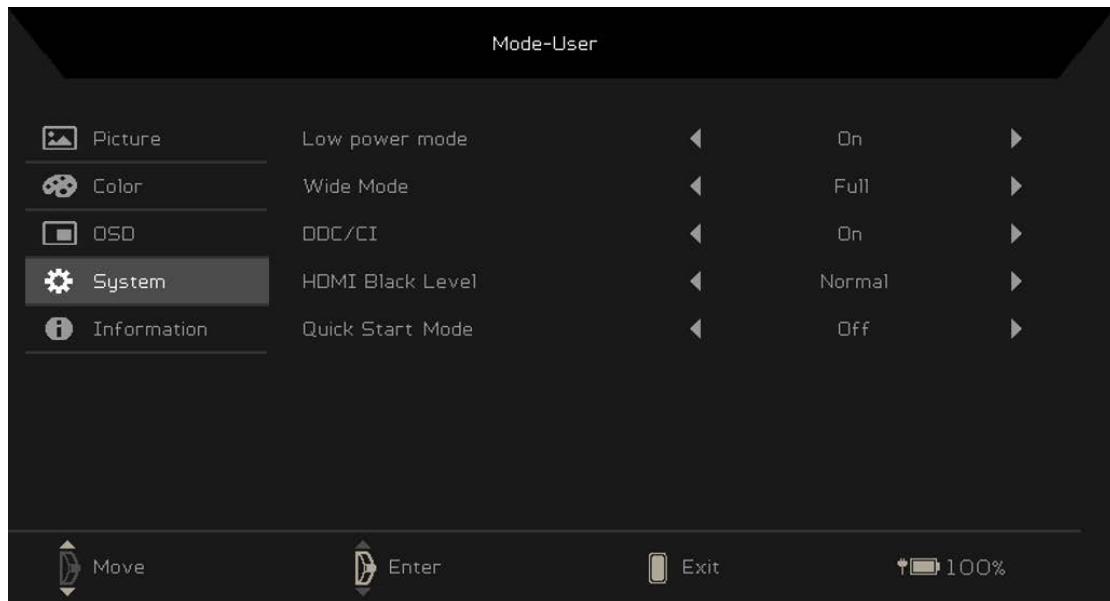 Mode-User
Picture Low power mode On
Color Wide Mode Full
OSD DDC/CI On
System HDMI Black Level Normal
Information Quick Start Mode Off
Move Enter Exit 100%